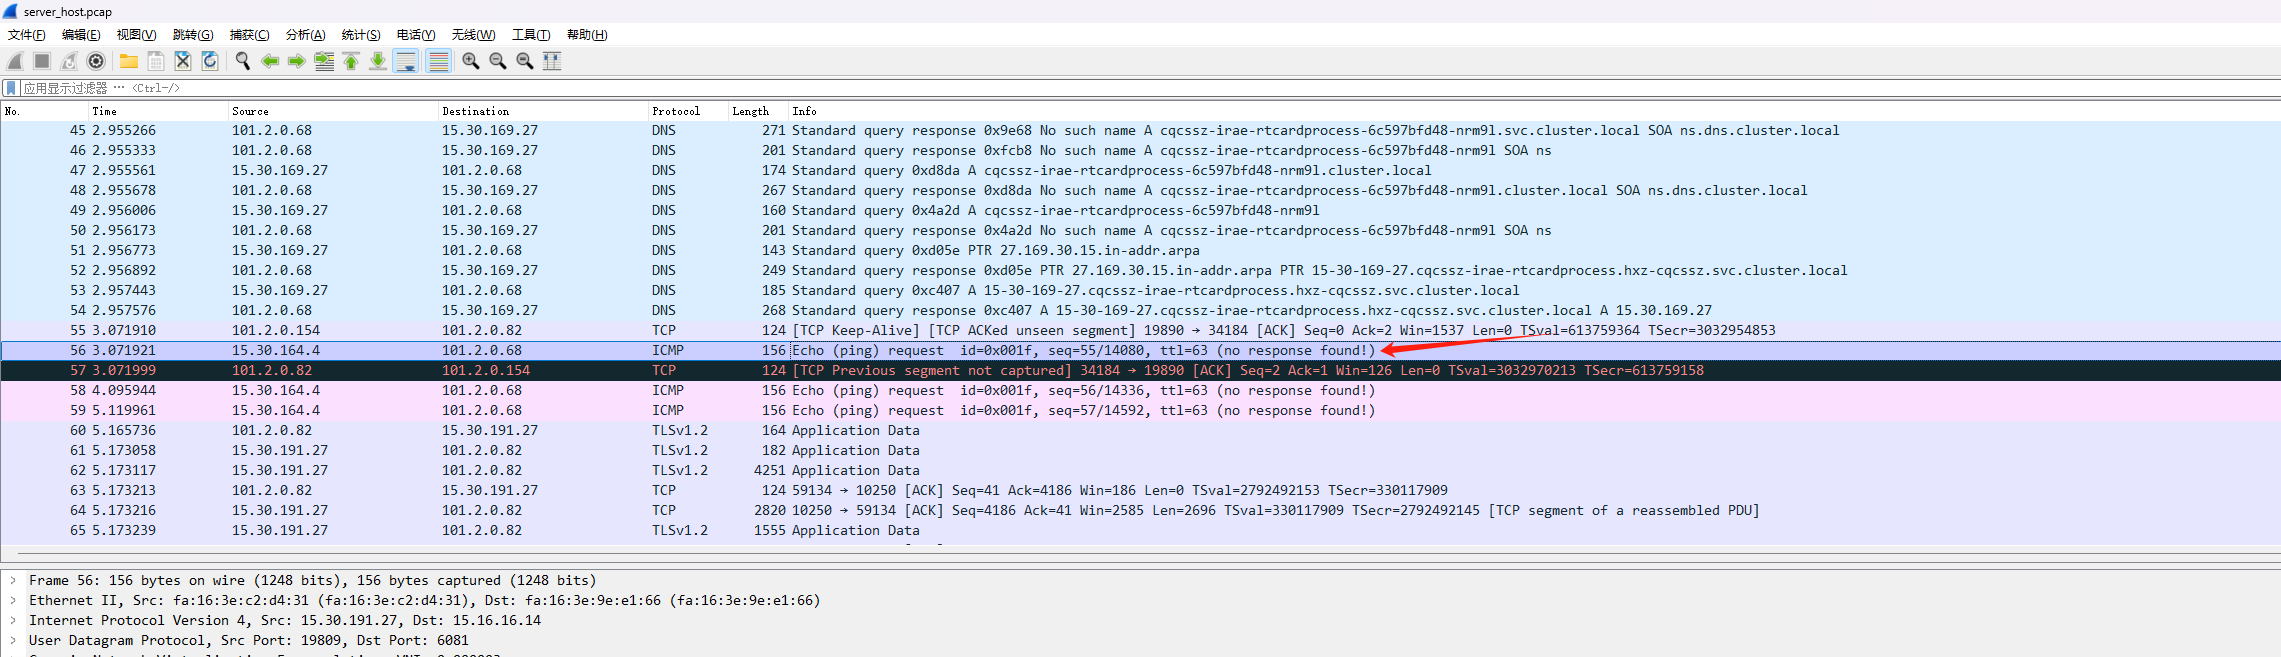 server_host.pcap
文件(F) 编辑(E) 视图(V) 跳转(G) 捕获(C) 分析(A) 统计(S) 电话(Y) 无线(W) 工具(T) 帮助(H)
应用显示过滤器 … <Ctrl-/>
No. Time Source Destination Protocol Length Info
45 2.955266 101.2.0.68 15.30.169.27 DNS 271 Standard query response 0x9e68 No such name A cqcssz-irae-rtcardprocess-6c597bfd48-nrm9l.svc.cluster.local SOA ns.dns.cluster.local
46 2.955333 101.2.0.68 15.30.169.27 DNS 201 Standard query response 0xfcb8 No such name A cqcssz-irae-rtcardprocess-6c597bfd48-nrm9l SOA ns
47 2.955561 15.30.169.27 101.2.0.68 DNS 174 Standard query 0xd8da A cqcssz-irae-rtcardprocess-6c597bfd48-nrm9l.cluster.local
48 2.955678 101.2.0.68 15.30.169.27 DNS 267 Standard query response 0xd8da No such name A cqcssz-irae-rtcardprocess-6c597bfd48-nrm9l.cluster.local SOA ns.dns.cluster.local
49 2.956006 15.30.169.27 101.2.0.68 DNS 160 Standard query 0x4a2d A cqcssz-irae-rtcardprocess-6c597bfd48-nrm9l
50 2.956173 101.2.0.68 15.30.169.27 DNS 201 Standard query response 0x4a2d No such name A cqcssz-irae-rtcardprocess-6c597bfd48-nrm9l SOA ns
51 2.956773 15.30.169.27 101.2.0.68 DNS 143 Standard query 0xd05e PTR 27.169.30.15.in-addr.arpa
52 2.956892 101.2.0.68 15.30.169.27 DNS 249 Standard query response 0xd05e PTR 27.169.30.15.in-addr.arpa PTR 15-30-169-27.cqcssz-irae-rtcardprocess.hxz-cqcssz.svc.cluster.local
53 2.957443 15.30.169.27 101.2.0.68 DNS 185 Standard query 0xc407 A 15-30-169-27.cqcssz-irae-rtcardprocess.hxz-cqcssz.svc.cluster.local
54 2.957576 101.2.0.68 15.30.169.27 DNS 268 Standard query response 0xc407 A 15-30-169-27.cqcssz-irae-rtcardprocess.hxz-cqcssz.svc.cluster.local A 15.30.169.27
55 3.071910 101.2.0.154 101.2.0.82 TCP 124 [TCP Keep-Alive] [TCP ACKed unseen segment] 19890 → 34184 [ACK] Seq=0 Ack=2 Win=1537 Len=0 TSval=613759364 TSecr=3032954853
56 3.071921 15.30.164.4 101.2.0.68 ICMP 156 Echo (ping) request id=0x001f, seq=55/14080, ttl=63 (no response found!)
57 3.071999 101.2.0.82 101.2.0.154 TCP 124 [TCP Previous segment not captured] 34184 → 19890 [ACK] Seq=2 Ack=1 Win=126 Len=0 TSval=3032970213 TSecr=613759158
58 4.095944 15.30.164.4 101.2.0.68 ICMP 156 Echo (ping) request id=0x001f, seq=56/14336, ttl=63 (no response found!)
59 5.119961 15.30.164.4 101.2.0.68 ICMP 156 Echo (ping) request id=0x001f, seq=57/14592, ttl=63 (no response found!)
60 5.165736 101.2.0.82 15.30.191.27 TLSv1.2 164 Application Data
61 5.173058 15.30.191.27 101.2.0.82 TLSv1.2 182 Application Data
62 5.173117 15.30.191.27 101.2.0.82 TLSv1.2 4251 Application Data
63 5.173213 101.2.0.82 15.30.191.27 TCP 124 59134 → 10250 [ACK] Seq=41 Ack=4186 Win=186 Len=0 TSval=2792492153 TSecr=330117909
64 5.173216 15.30.191.27 101.2.0.82 TCP 2820 10250 → 59134 [ACK] Seq=4186 Ack=41 Win=2585 Len=2696 TSval=330117909 TSecr=2792492145 [TCP segment of a reassembled PDU]
65 5.173239 15.30.191.27 101.2.0.82 TLSv1.2 1555 Application Data
Frame 56: 156 bytes on wire (1248 bits), 156 bytes captured (1248 bits)
Ethernet II, Src: fa:16:3e:c2:d4:31 (fa:16:3e:c2:d4:31), Dst: fa:16:3e:9e:e1:66 (fa:16:3e:9e:e1:66)
Internet Protocol Version 4, Src: 15.30.191.27, Dst: 15.16.16.14
User Datagram Protocol, Src Port: 19809, Dst Port: 6081